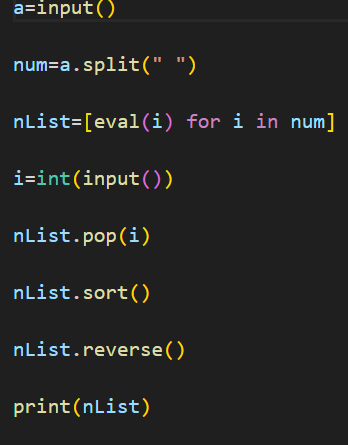 a=input()
num=a.split(" ")
nList=[eval(i) for i in num]
i=int(input())
nList.pop(i)
nList.sort()
nList.reverse()
print(nList)